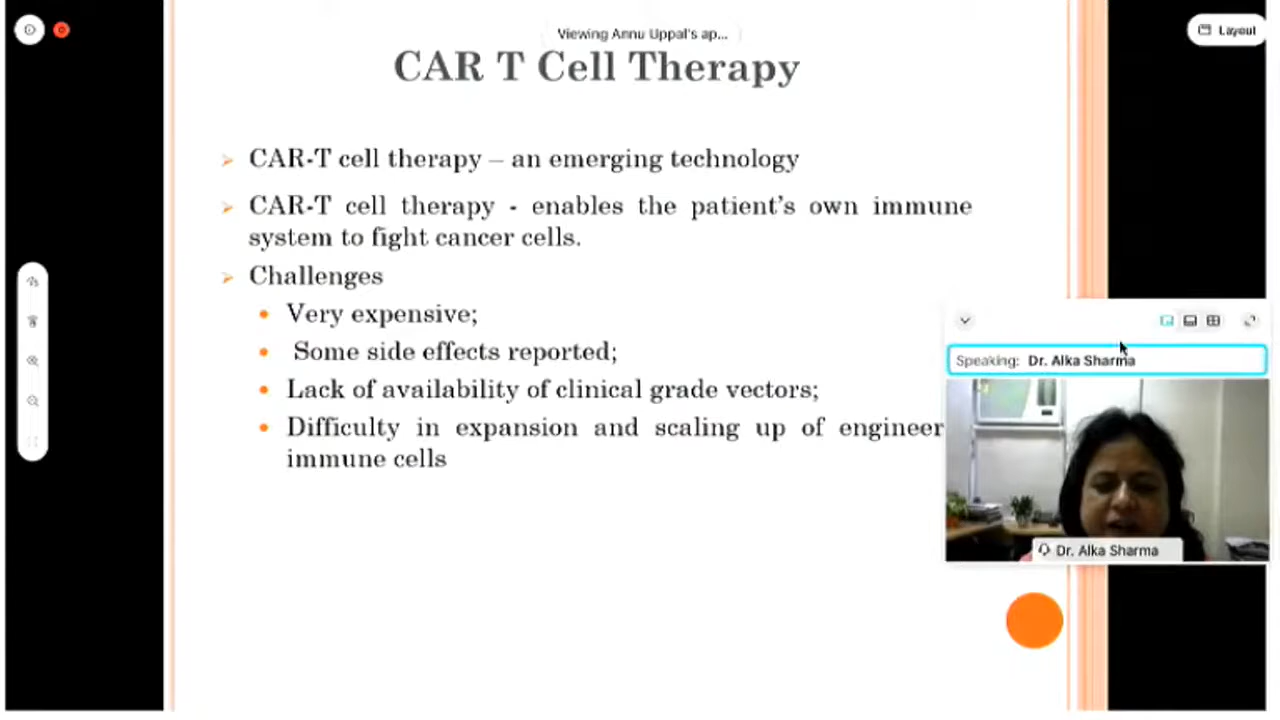 Viewing Annu Uppal's ap...
Layout
CAR T Cell Therapy
CAR-T cell therapy – an emerging technology
CAR-T cell therapy - enables the patient's own immune
system to fight cancer cells.
Challenges
Very expensive;
Some side effects reported;
Lack of availability of clinical grade vectors;
Difficulty in expansion and scaling up of engineer
immune cells
Speaking: Dr. Alka Sharma
Dr. Alka Sharma